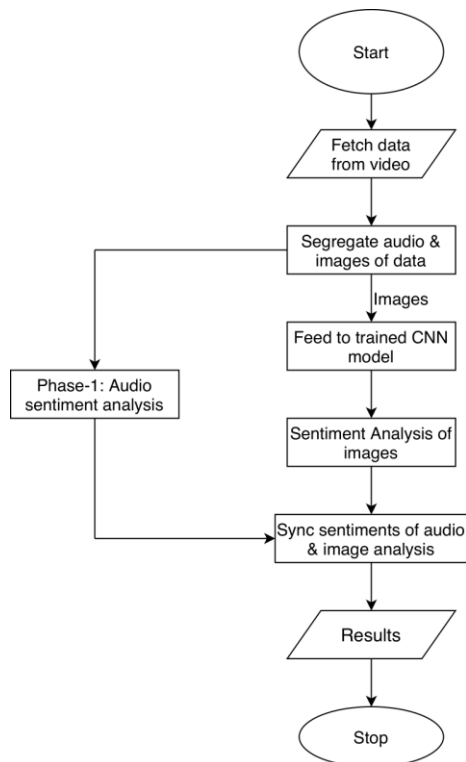 Start
Fetch data
from video
Segregate audio &
images of data
Images
Feed to trained CNN
model
Phase-1: Audio
sentiment analysis
Sentiment Analysis of
images
Sync sentiments of audio
& image analysis
Results
Stop